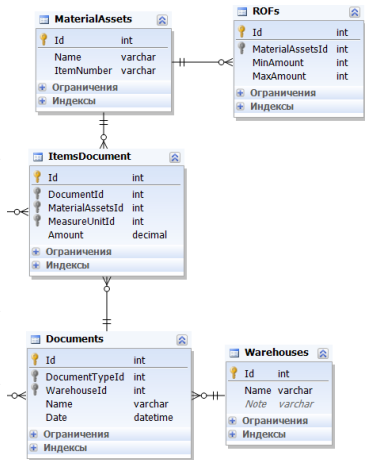 MaterialAssets
Id int
Name varchar
ItemNumber varchar
Ограничения
Индексы
ROFs
Id int
MaterialAssetsId int
MinAmount int
MaxAmount int
Ограничения
Индексы
ItemsDocument
Id int
DocumentId int
MaterialAssetsId int
MeasureUnitId int
Amount decimal
Ограничения
Индексы
Documents
Id int
DocumentTypeId int
WarehouseId int
Name varchar
Date datetime
Ограничения
Индексы
Warehouses
Id int
Name varchar
Note varchar
Ограничения
Индексы